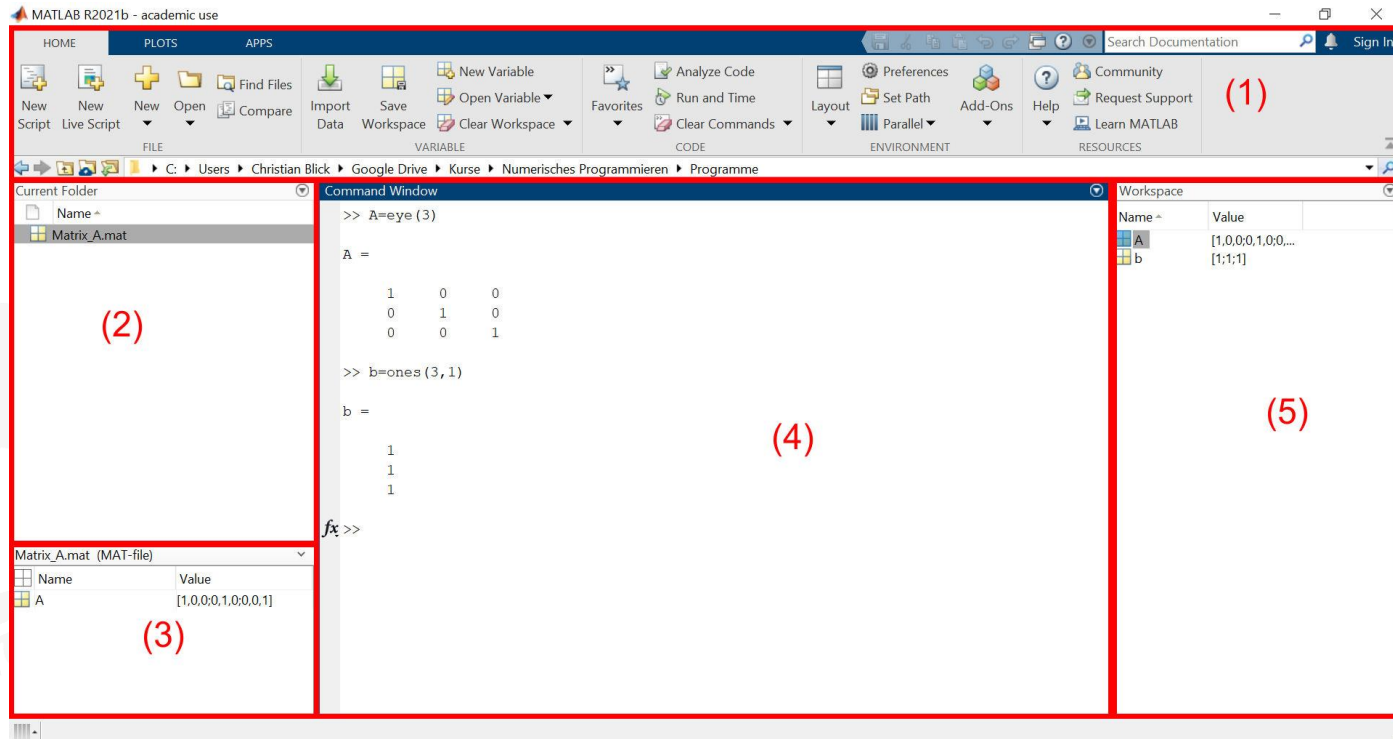 MATLAB R2021b - academic use
HOME PLOTS APPS Search Documentation Sign In
New Script
New Live Script
New
Open
Find Files
Compare
FILE
Import Data
Save Workspace
New Variable
Open Variable
Clear Workspace
VARIABLE
Favorites
Analyze Code
Run and Time
Clear Commands
CODE
Layout
Preferences
Set Path
Parallel
Add-Ons
ENVIRONMENT
Help
Community
Request Support
Learn MATLAB
RESOURCES
(1)
C: Users Christian Blick Google Drive Kurse Numerisches Programmieren Programme
Current Folder
Name
Matrix_A.mat
(2)
Matrix_A.mat (MAT-file)
Name Value
A [1,0,0;0,1,0;0,0,1]
(3)
Command Window
>> A=eye(3)
A =
1 0 0
0 1 0
0 0 1
>> b=ones(3,1)
b =
1
1
1
fx >>
(4)
Workspace
Name Value
A [1,0,0;0,1,0;0,...
b [1;1;1]
(5)